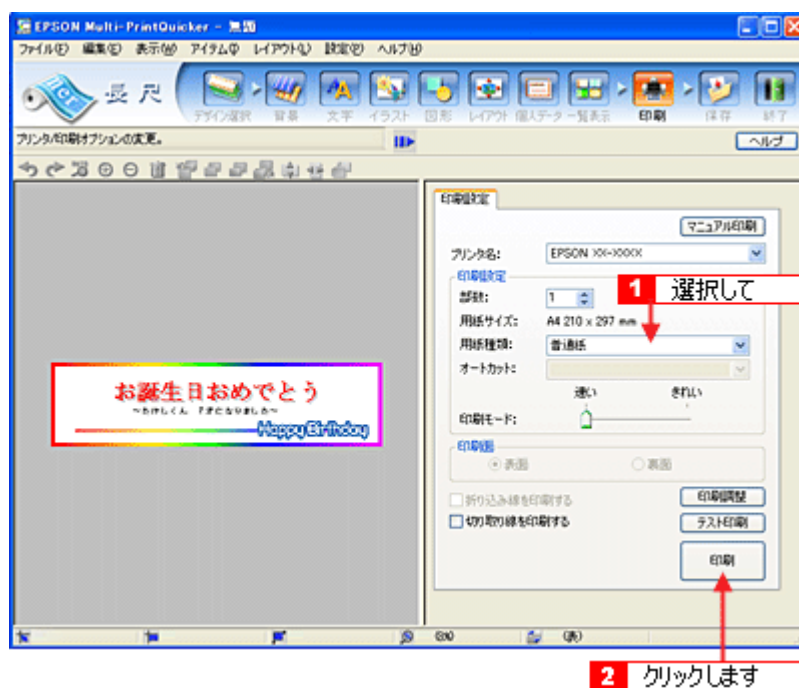 EPSON Multi-PrintQuicker - 無題
ファイル(F) 編集(E) 表示(W) アイテム(I) レイアウト(L) 設定(P) ヘルプ(H)
長尺
デザイン選択 背景 文字 イラスト 図形 レイアウト 個人データ 一覧表示 印刷 保存 終了
プリンタ/印刷オプションの変更。
ヘルプ
印刷設定
マニュアル印刷
プリンタ名: EPSON XX-XXXX
印刷設定
部数: 1
1 選択して
用紙サイズ: A4 210 x 297 mm
用紙種類: 普通紙
オートカット:
速い きれい
印刷モード:
印刷面
表面 裏面
折り込み線を印刷する
切り取り線を印刷する
印刷調整
テスト印刷
印刷
お誕生日おめでとう
Happy Birthday
(表)
2 クリックします